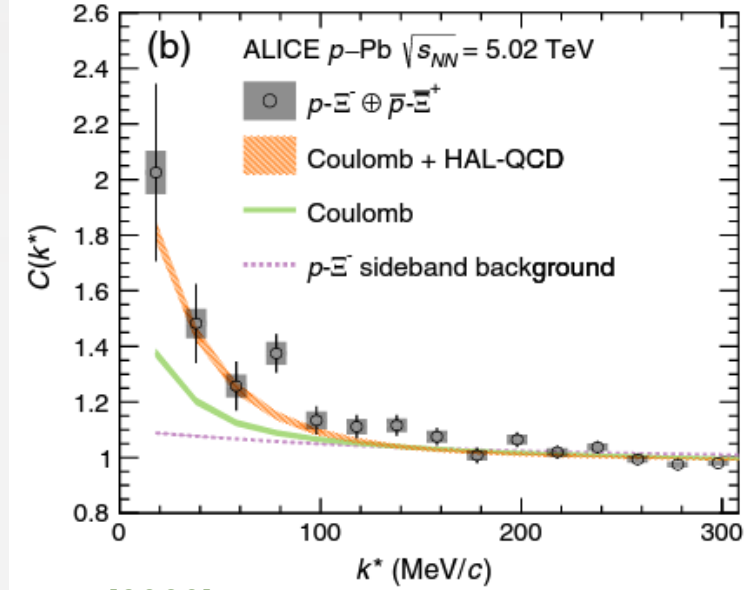 (b) ALICE p–Pb √s_NN = 5.02 TeV
p-Ξ⁻ ⊕ p̅-Ξ̅⁺
Coulomb + HAL-QCD
Coulomb
p-Ξ⁻ sideband background
C(k*)
2.6
2.4
2.2
2
1.8
1.6
1.4
1.2
1
0.8
0 100 200 300
k* (MeV/c)